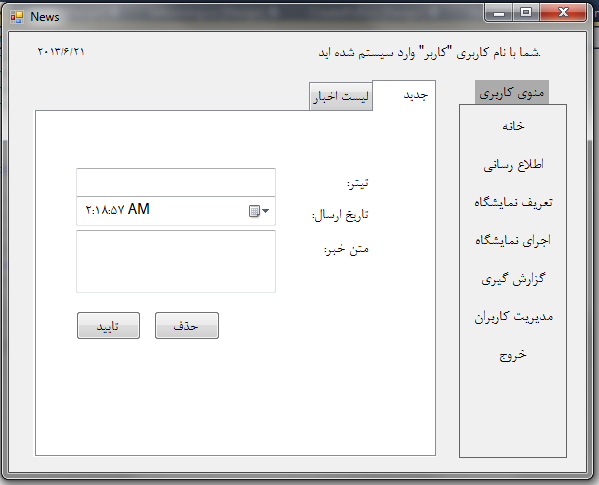 News
شما با نام کاربری "کاربر" وارد سیستم شده اید.
۲۰۱۳/۶/۲۱
منوی کاربری
خانه
اطلاع رسانی
تعریف نمایشگاه
اجرای نمایشگاه
گزارش گیری
مدیریت کاربران
خروج
جدید
لیست اخبار
تیتر:
تاریخ ارسال:
۲:۱۸:۵۷ AM
متن خبر:
حذف
تایید